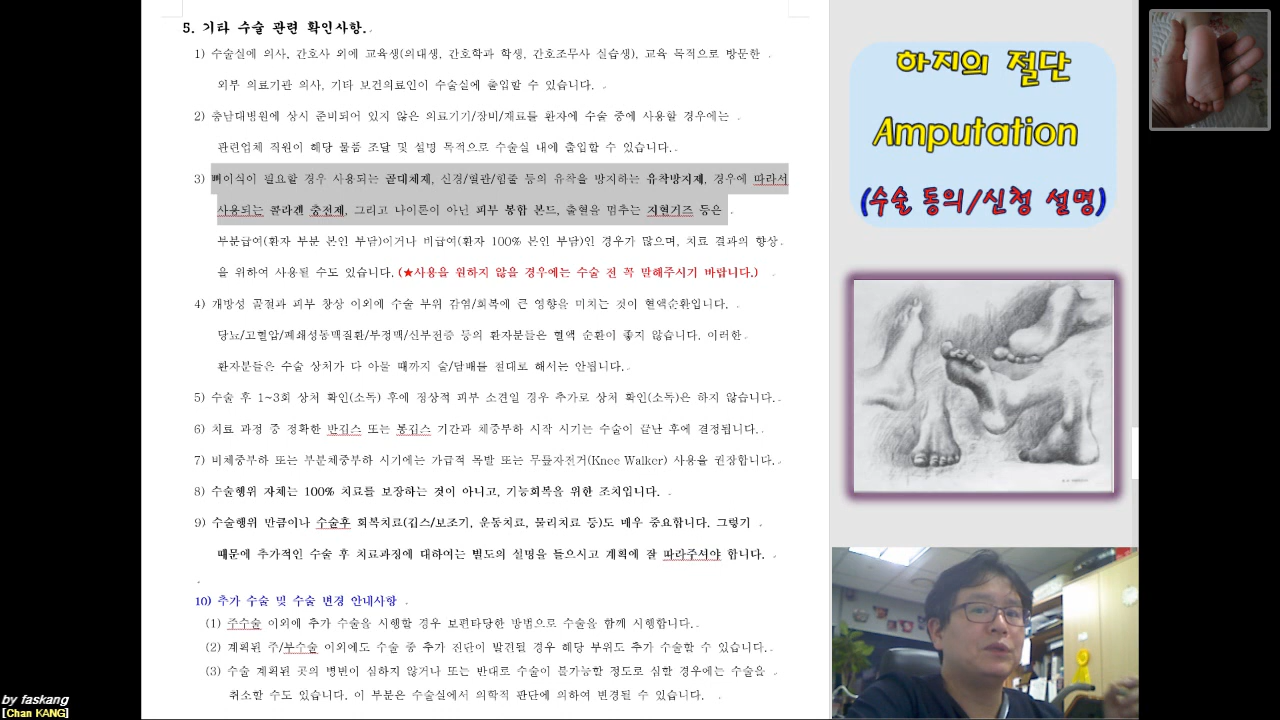 5. 기타 수술 관련 확인사항.
1) 수술실에 의사, 간호사 외에 교육생(의대생, 간호학과 학생, 간호조무사 실습생), 교육 목적으로 방문한
외부 의료기관 의사, 기타 보건의료인이 수술실에 출입할 수 있습니다.
2) 충남대병원에 상시 준비되어 있지 않은 의료기기/장비/재료를 환자에 수술 중에 사용할 경우에는
관련업체 직원이 해당 물품 조달 및 설명 목적으로 수술실 내에 출입할 수 있습니다.
3) 뼈이식이 필요할 경우 사용되는 골대체제, 신경/혈관/힘줄 등의 유착을 방지하는 유착방지제, 경우에 따라서
사용되는 콜라겐 충전제, 그리고 나이론이 아닌 피부 봉합 본드, 출혈을 멈추는 지혈거즈 등은
부분급여(환자 부분 본인 부담)이거나 비급여(환자 100% 본인 부담)인 경우가 많으며, 치료 결과의 향상
을 위하여 사용될 수도 있습니다. (★사용을 원하지 않을 경우에는 수술 전 꼭 말해주시기 바랍니다.)
4) 개방성 골절과 피부 창상 이외에 수술 부위 감염/회복에 큰 영향을 미치는 것이 혈액순환입니다.
당뇨/고혈압/폐쇄성동맥질환/부정맥/신부전증 등의 환자분들은 혈액 순환이 좋지 않습니다. 이러한
환자분들은 수술 상처가 다 아물 때까지 술/담배를 절대로 해서는 안됩니다.
5) 수술 후 1~3회 상처 확인(소독) 후에 정상적 피부 소견일 경우 추가로 상처 확인(소독)은 하지 않습니다.
6) 치료 과정 중 정확한 반깁스 또는 통깁스 기간과 체중부하 시작 시기는 수술이 끝난 후에 결정됩니다.
7) 비체중부하 또는 부분체중부하 시기에는 가급적 목발 또는 무릎자전거(Knee Walker) 사용을 권장합니다.
8) 수술행위 자체는 100% 치료를 보장하는 것이 아니고, 기능회복을 위한 조치입니다.
9) 수술행위 만큼이나 수술후 회복치료(깁스/보조기, 운동치료, 물리치료 등)도 매우 중요합니다. 그렇기
때문에 추가적인 수술 후 치료과정에 대하여는 별도의 설명을 들으시고 계획에 잘 따라주셔야 합니다.
10) 추가 수술 및 수술 변경 안내사항
(1) 주수술 이외에 추가 수술을 시행할 경우 보편타당한 방법으로 수술을 함께 시행합니다.
(2) 계획된 주/부수술 이외에도 수술 중 추가 진단이 발견될 경우 해당 부위도 추가 수술할 수 있습니다.
(3) 수술 계획된 곳의 병변이 심하지 않거나 또는 반대로 수술이 불가능할 정도로 심할 경우에는 수술을
취소할 수도 있습니다. 이 부분은 수술실에서 의학적 판단에 의하여 변경될 수 있습니다.
하지의 절단
Amputation
(수술 동의/신청 설명)
by faskang
[Chan KANG]